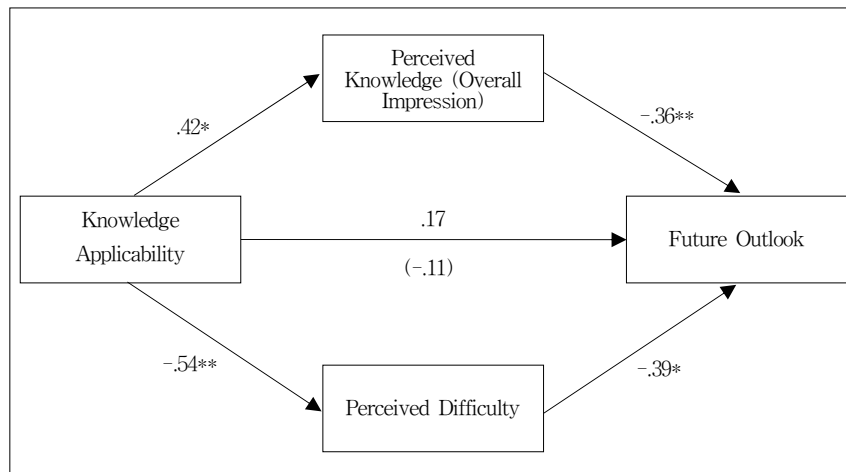 Perceived
Knowledge (Overall
Impression)
.42*
-.36**
Knowledge
Applicability
.17
(-.11)
Future Outlook
-.54**
-.39*
Perceived Difficulty